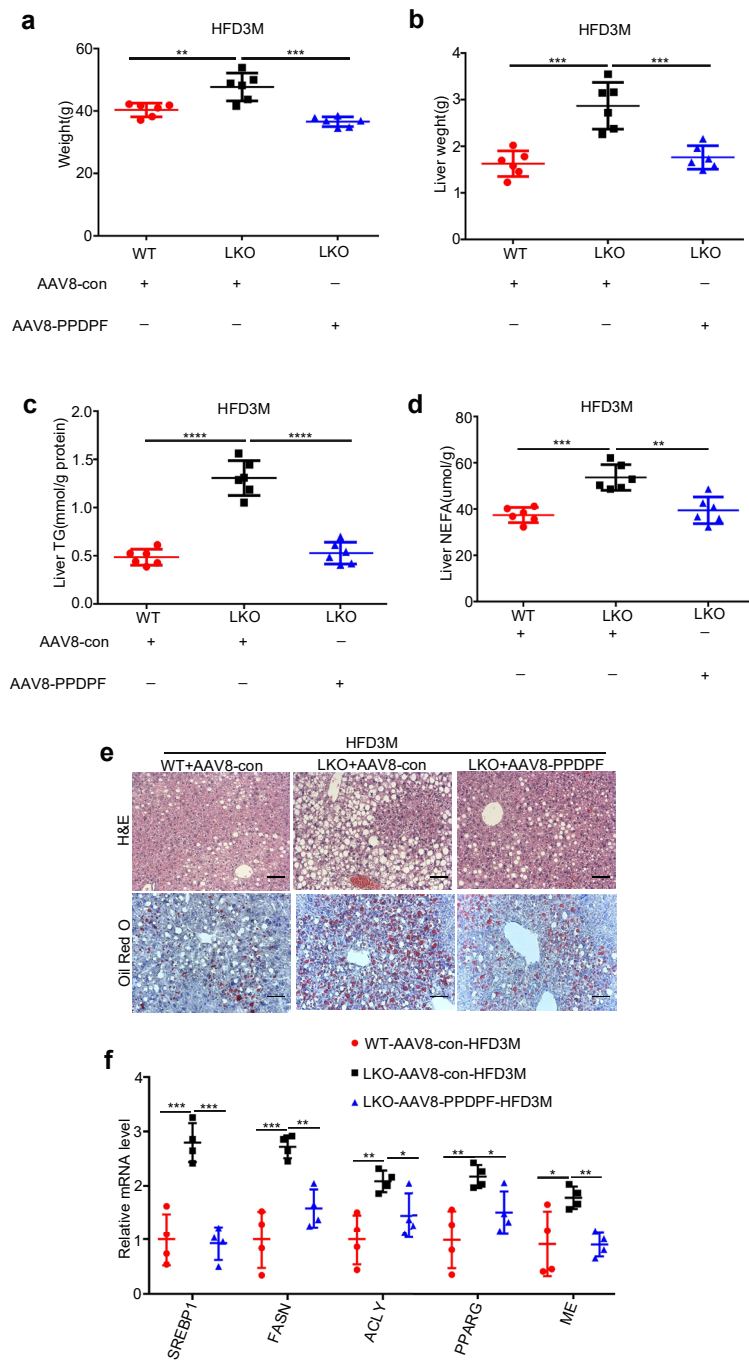 a
HFD3M
** ***
Weight(g)
60
40
20
0
WT LKO LKO
AAV8-con + + –
AAV8-PPDPF – – +
b
HFD3M
*** ***
Liver weght(g)
4
3
2
1
0
WT LKO LKO
+ + –
– – +
c
HFD3M
**** ****
Liver TG(mmol/g protein)
2.0
1.5
1.0
0.5
0.0
WT LKO LKO
AAV8-con + + –
AAV8-PPDPF – – +
d
HFD3M
*** **
Liver NEFA(umol/g)
80
60
40
20
0
WT LKO LKO
+ + –
– – +
e
HFD3M
WT+AAV8-con LKO+AAV8-con LKO+AAV8-PPDPF
H&E
Oil Red O
f
WT-AAV8-con-HFD3M
LKO-AAV8-con-HFD3M
LKO-AAV8-PPDPF-HFD3M
Relative mRNA level
4
3
2
1
0
*** *** *** ** ** * ** * * **
SREBP1 FASN ACLY PPARG ME